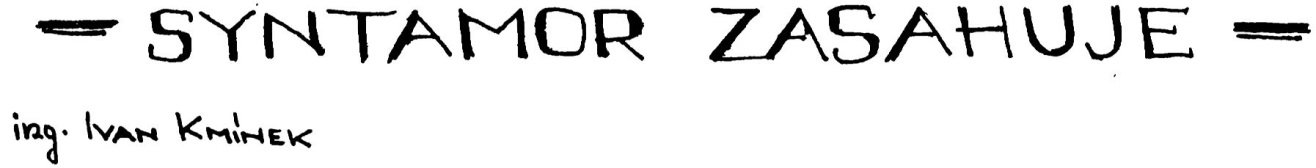 = SYNTAMOR ZASAHUJE =
ing. IVAN KMÍNEK